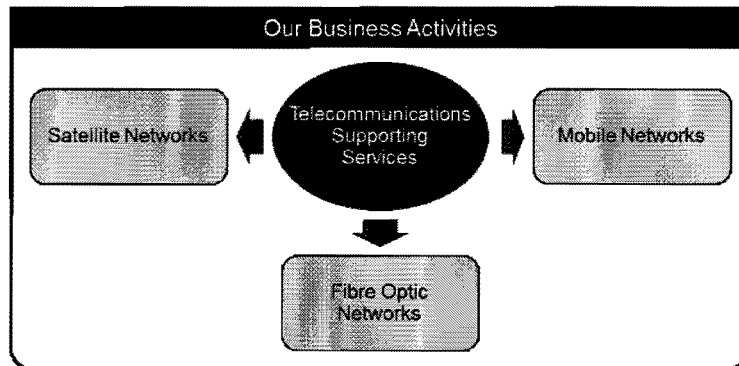 Our Business Activities
Telecommunications
Supporting
Services
Satellite Networks
Mobile Networks
Fibre Optic
Networks